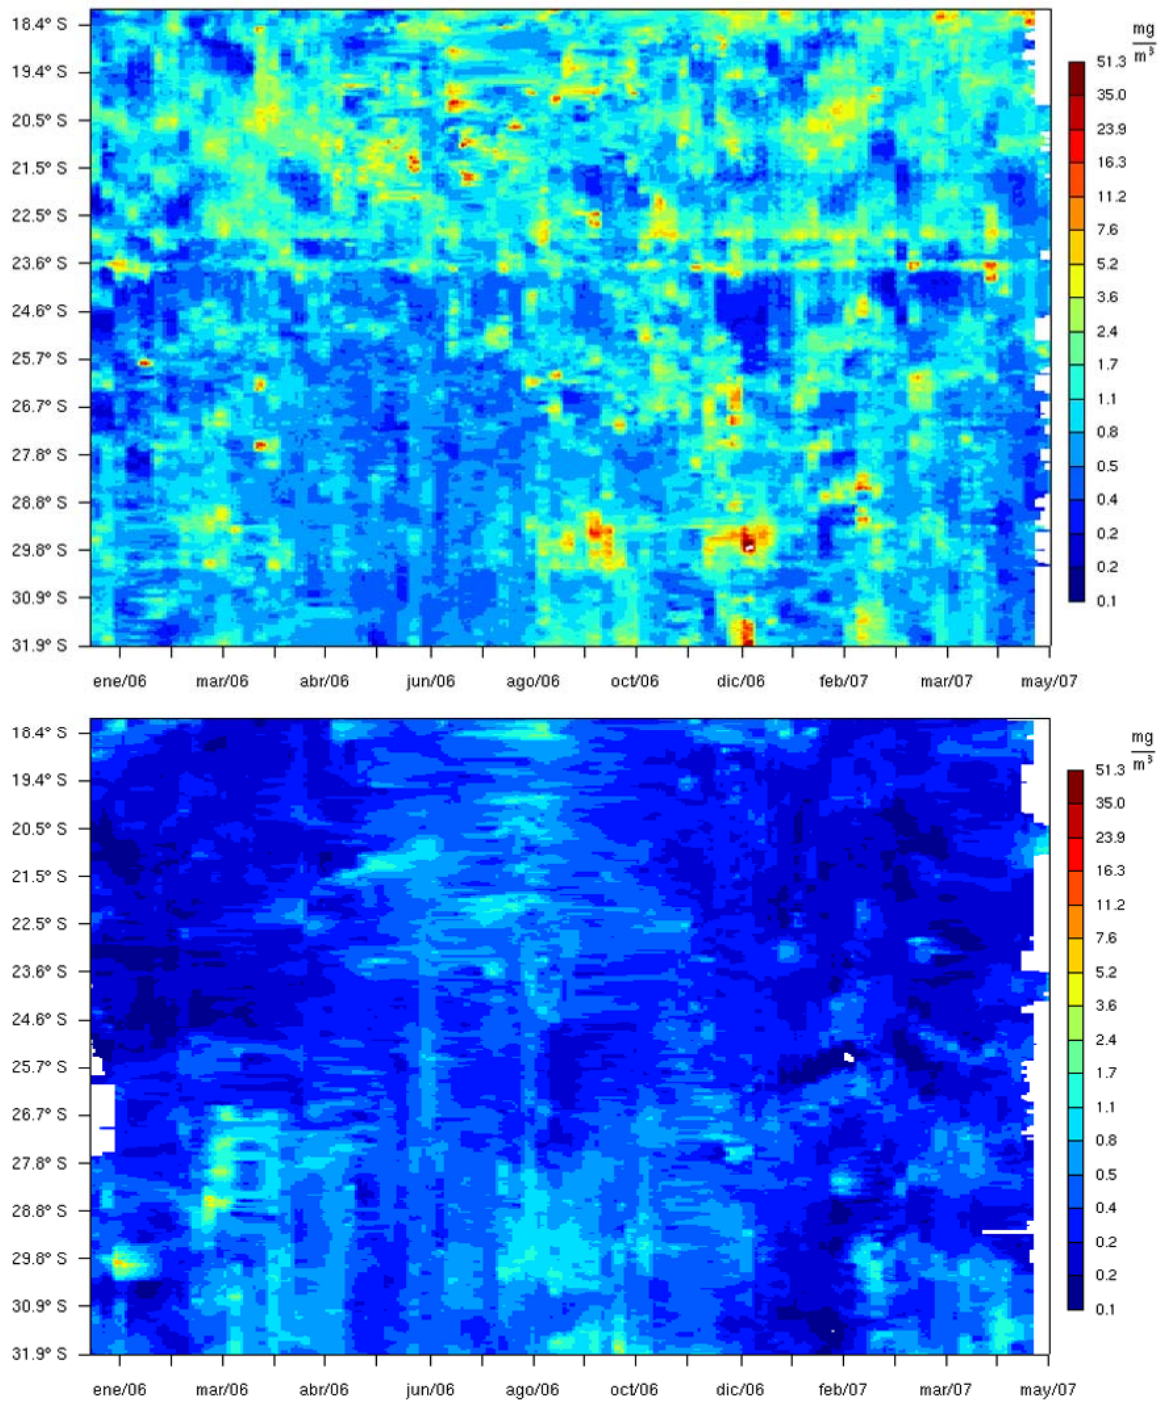 mg
m³
18.4° S
19.4° S
20.5° S
21.5° S
22.5° S
23.6° S
24.6° S
25.7° S
26.7° S
27.8° S
28.8° S
29.8° S
30.9° S
31.9° S
51.3
35.0
23.9
16.3
11.2
7.6
5.2
3.6
2.4
1.7
1.1
0.8
0.5
0.4
0.2
0.2
0.1
ene/06 mar/06 abr/06 jun/06 ago/06 oct/06 dic/06 feb/07 mar/07 may/07
mg
m³
18.4° S
19.4° S
20.5° S
21.5° S
22.5° S
23.6° S
24.6° S
25.7° S
26.7° S
27.8° S
28.8° S
29.8° S
30.9° S
31.9° S
51.3
35.0
23.9
16.3
11.2
7.6
5.2
3.6
2.4
1.7
1.1
0.8
0.5
0.4
0.2
0.2
0.1
ene/06 mar/06 abr/06 jun/06 ago/06 oct/06 dic/06 feb/07 mar/07 may/07